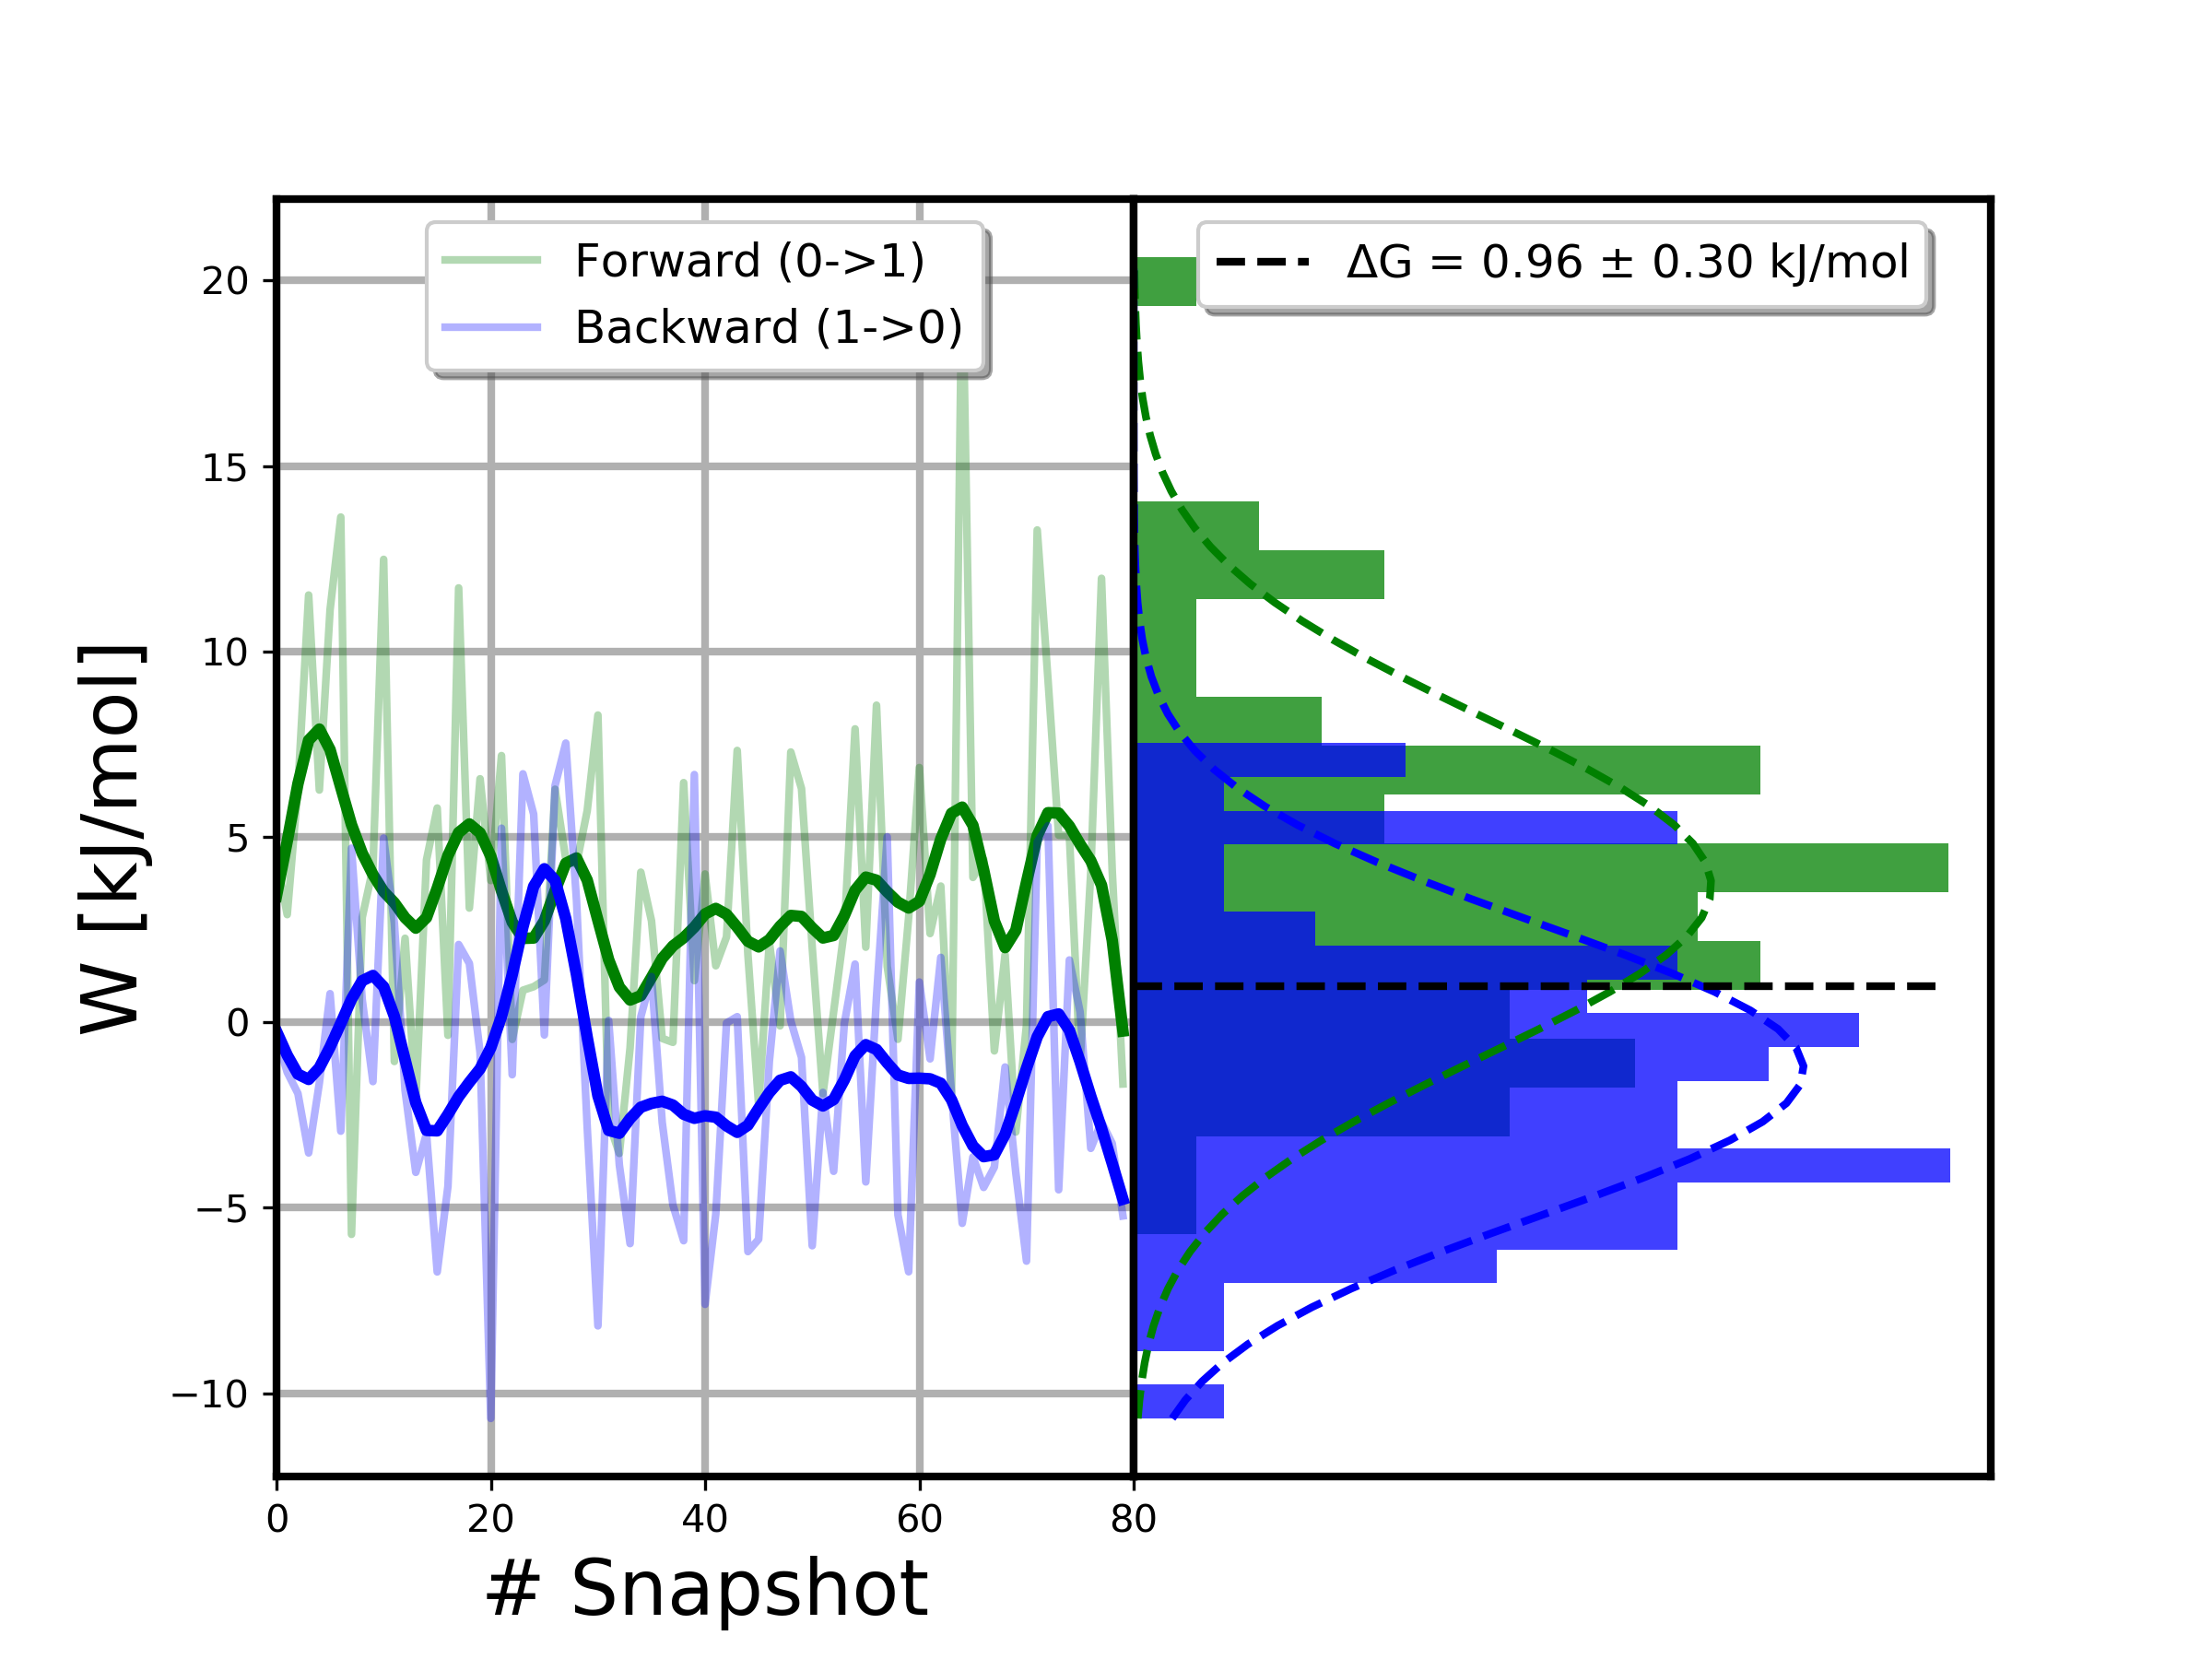 Forward (0->1)
Backward (1->0)
ΔG = 0.96 ± 0.30 kJ/mol
20
15
10
5
0
−5
−10
W [kJ/mol]
0 20 40 60 80
# Snapshot